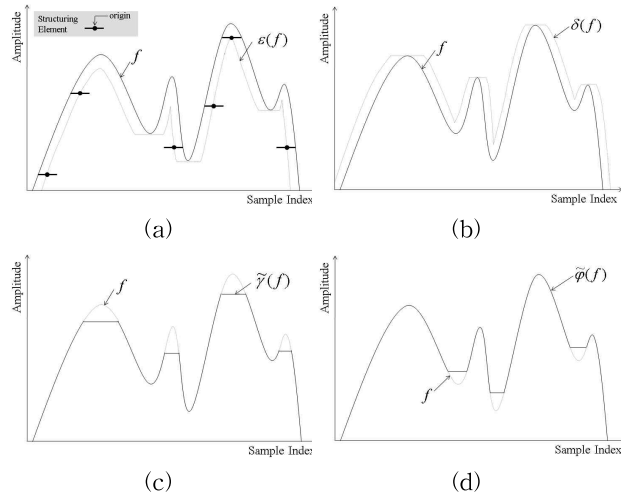 Amplitude
Structuring
Element
origin
f
ε(f)
Sample Index
(a)
Amplitude
f
δ(f)
Sample Index
(b)
Amplitude
f
γ̃(f)
Sample Index
(c)
Amplitude
f
φ̃(f)
Sample Index
(d)